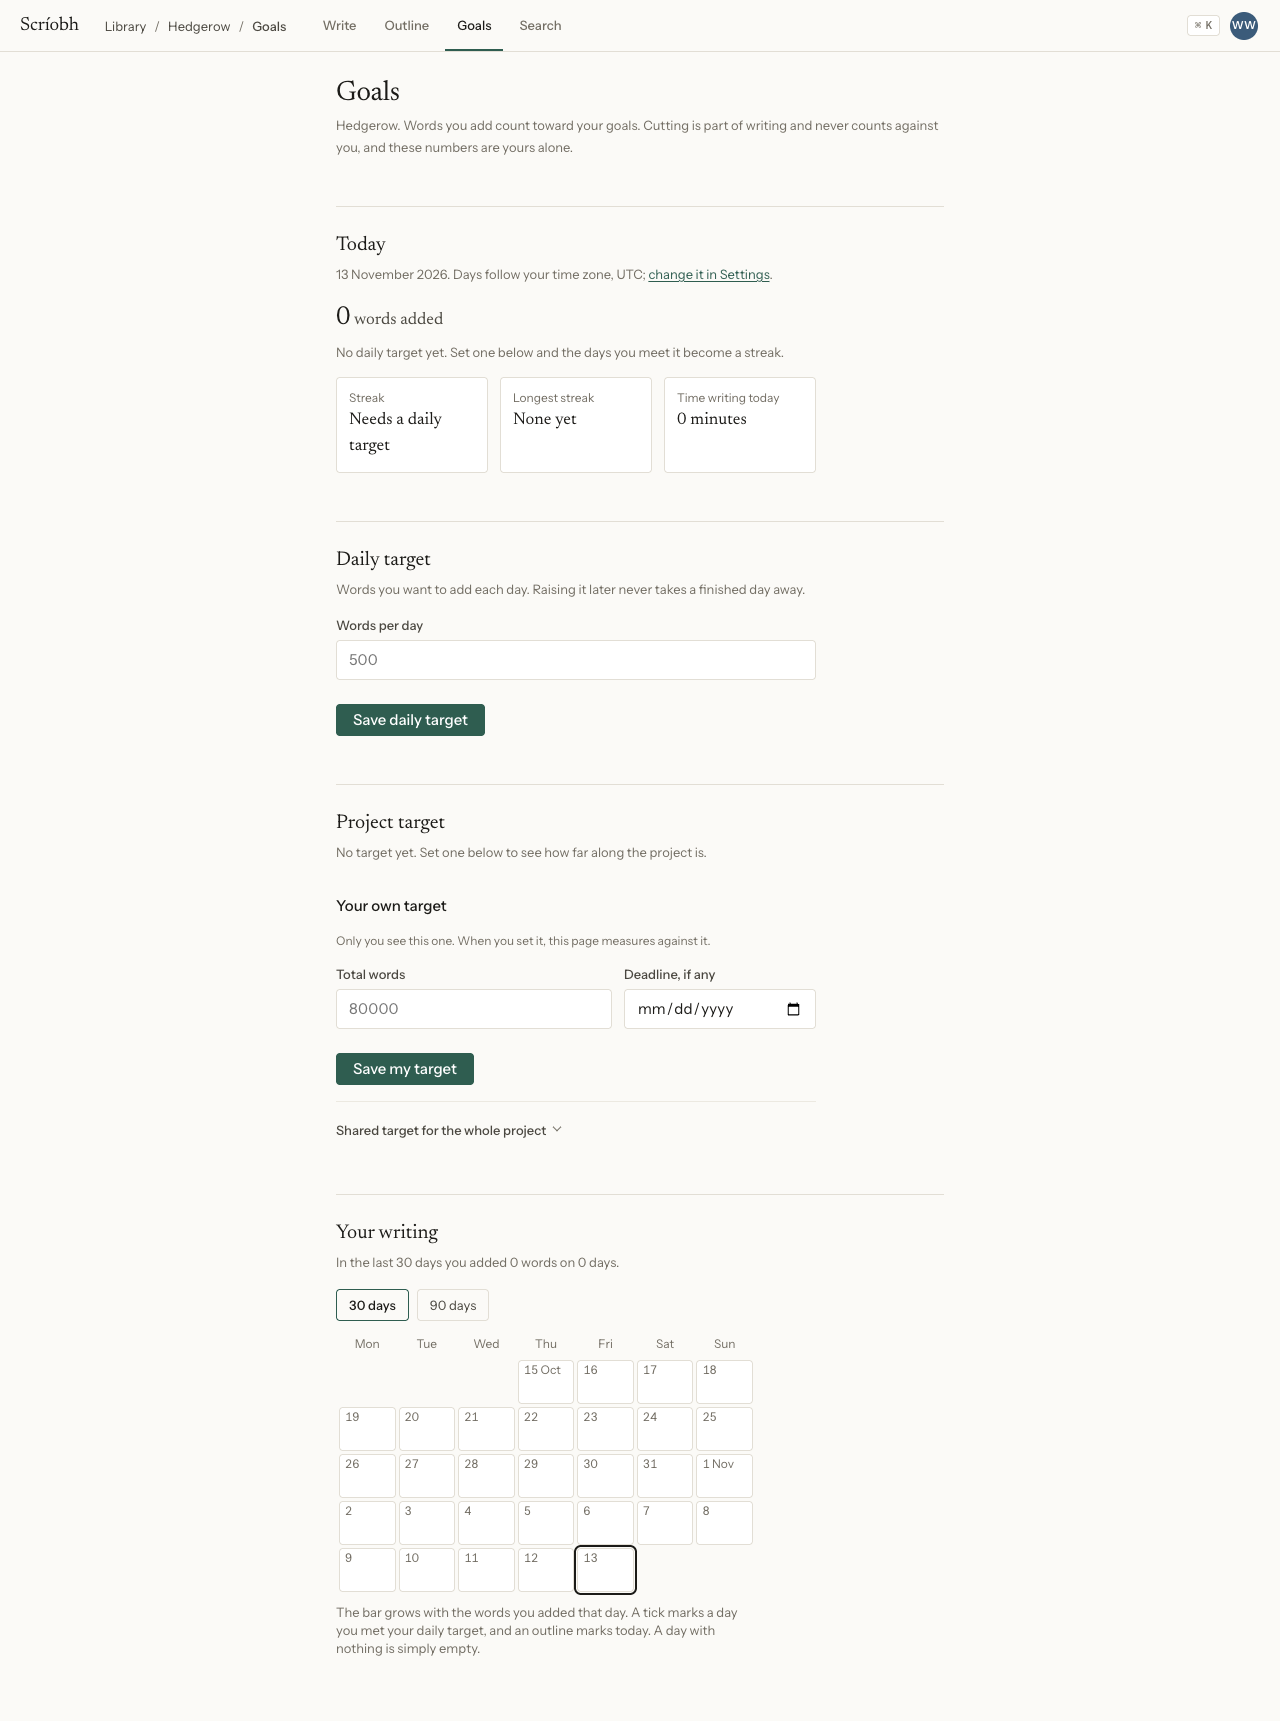 Scríobh Library / Hedgerow / Goals Write Outline Goals Search ⌘ K WW
Goals
Hedgerow. Words you add count toward your goals. Cutting is part of writing and never counts against
you, and these numbers are yours alone.
Today
13 November 2026. Days follow your time zone, UTC; change it in Settings.
0 words added
No daily target yet. Set one below and the days you meet it become a streak.
Streak Longest streak Time writing today
Needs a daily None yet 0 minutes
target
Daily target
Words you want to add each day. Raising it later never takes a finished day away.
Words per day
500
Save daily target
Project target
No target yet. Set one below to see how far along the project is.
Your own target
Only you see this one. When you set it, this page measures against it.
Total words Deadline, if any
80000 mm/dd/yyyy
Save my target
Shared target for the whole project
Your writing
In the last 30 days you added 0 words on 0 days.
30 days 90 days
Mon Tue Wed Thu Fri Sat Sun
15 Oct 16 17 18
19 20 21 22 23 24 25
26 27 28 29 30 31 1 Nov
2 3 4 5 6 7 8
9 10 11 12 13
The bar grows with the words you added that day. A tick marks a day
you met your daily target, and an outline marks today. A day with
nothing is simply empty.